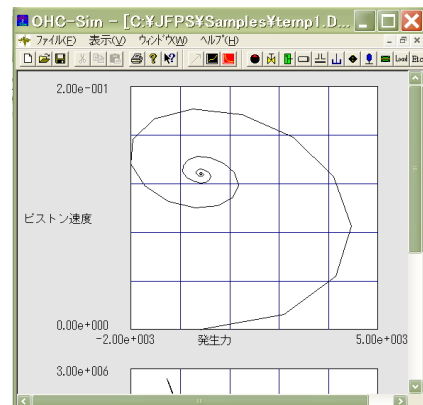 OHC-Sim - [C:¥JFPS¥Samples¥temp1.D...
ファイル(F) 表示(V) ウィンドウ(W) ヘルプ(H)
Load Etc
2.00e-001
ピストン速度
0.00e+000
-2.00e+003 発生力 5.00e+003
3.00e+006